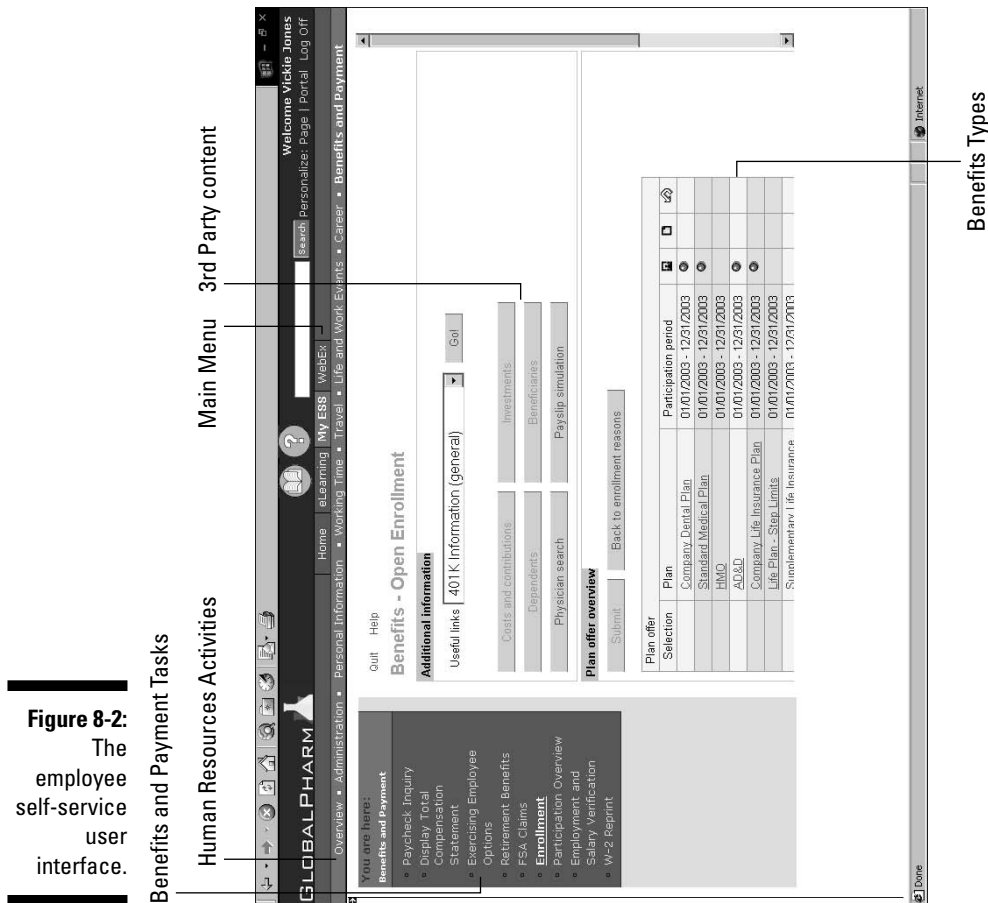 Figure 8-2:
The
employee
self-service
user
interface.
Benefits and Payment Tasks
Human Resources Activities
Main Menu
3rd Party content
GLOBALPHARM
Welcome Vickie Jones
Search Personalize: Page | Portal Log Off
Home eLearning My ESS WebEx
Overview ▪ Administration ▪ Personal Information ▪ Working Time ▪ Travel ▪ Life and Work Events ▪ Career ▪ Benefits and Payment
You are here:
Benefits and Payment
Paycheck Inquiry
Display Total
Compensation
Statement
Exercising Employee
Options
Retirement Benefits
FSA Claims
Enrollment
Participation Overview
Employment and
Salary Verification
W-2 Reprint
Quit Help
Benefits - Open Enrollment
Additional information
Useful links 401K Information (general) Go!
Costs and contributions Investments
Dependents Beneficiaries
Physician search Payslip simulation
Plan offer overview
Submit Back to enrollment reasons
Plan offer
Selection Plan Participation period
Company Dental Plan 01/01/2003 - 12/31/2003
Standard Medical Plan 01/01/2003 - 12/31/2003
HMO 01/01/2003 - 12/31/2003
AD&D 01/01/2003 - 12/31/2003
Company Life Insurance Plan 01/01/2003 - 12/31/2003
Life Plan - Step Limits 01/01/2003 - 12/31/2003
Supplementary Life Insurance 01/01/2003 - 12/31/2003
Done Internet
Benefits Types